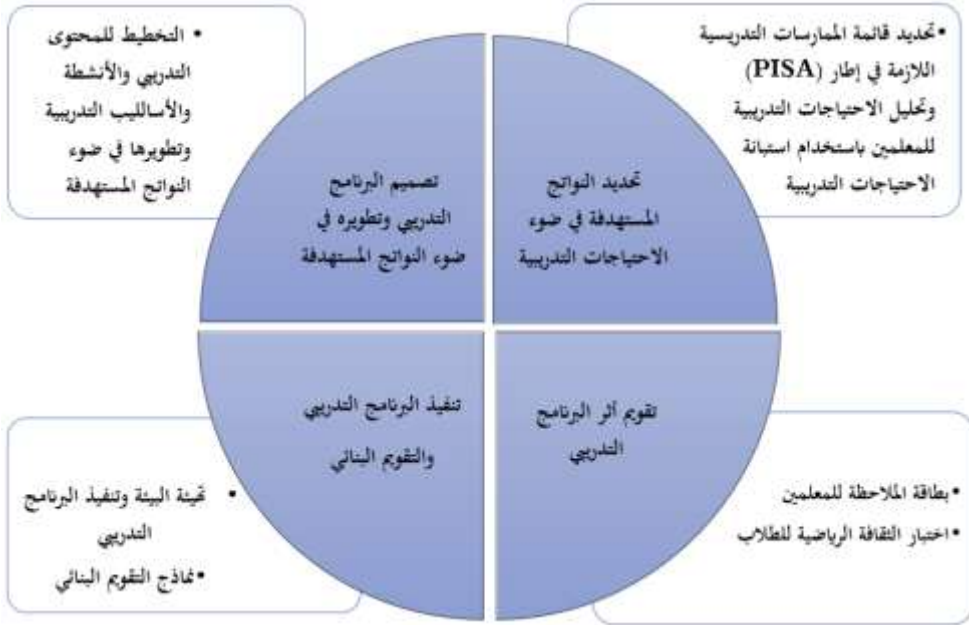 •تحديد قائمة الممارسات التدريسية
اللازمة في إطار (PISA)
وتحليل الاحتياجات التدريبية
للمعلمين باستخدام استبانة
الاحتياجات التدريبية
تحديد النواتج
المستهدفة في ضوء
الاحتياجات التدريبية
• التخطيط للمحتوى
التدريبي والأنشطة
والأساليب التدريبية
وتطويرها في ضوء
النواتج المستهدفة
تصميم البرنامج
التدريبي وتطويره في
ضوء النواتج المستهدفة
تنفيذ البرنامج التدريبي
والتقويم البنائي
• تهيئة البيئة وتنفيذ البرنامج
التدريبي
•نماذج التقويم البنائي
تقويم أثر البرنامج
التدريبي
•بطاقة الملاحظة للمعلمين
•اختبار الثقافة الرياضية للطلاب